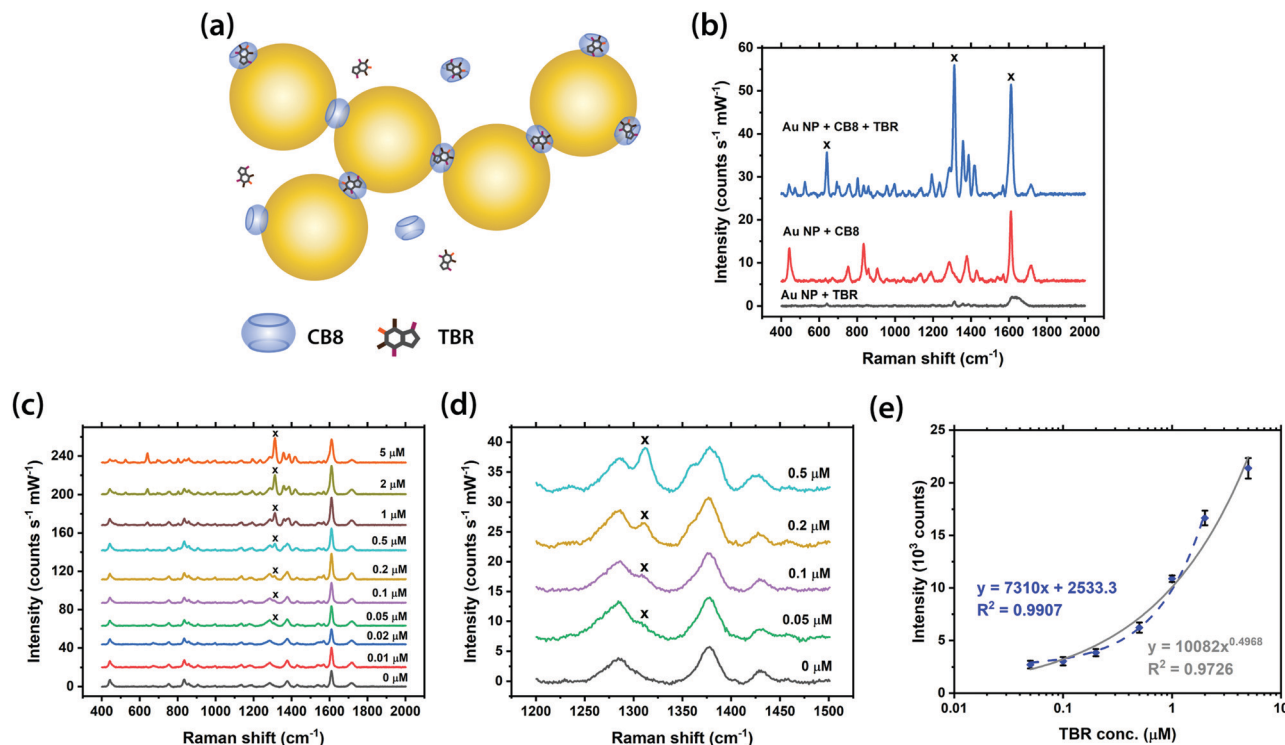 (a)
CB8
TBR
(b)
Intensity (counts s⁻¹ mW⁻¹)
60
50
40
30
20
10
0
x
x
x
Au NP + CB8 + TBR
Au NP + CB8
Au NP + TBR
400 600 800 1000 1200 1400 1600 1800 2000
Raman shift (cm⁻¹)
(c)
Intensity (counts s⁻¹ mW⁻¹)
240
200
160
120
80
40
0
x
5 μM
x
2 μM
x
1 μM
x
0.5 μM
x
0.2 μM
x
0.1 μM
x
0.05 μM
0.02 μM
0.01 μM
0 μM
400 600 800 1000 1200 1400 1600 1800 2000
Raman shift (cm⁻¹)
(d)
Intensity (counts s⁻¹ mW⁻¹)
40
35
30
25
20
15
10
5
0
x
0.5 μM
x
0.2 μM
x
0.1 μM
x
0.05 μM
0 μM
1200 1250 1300 1350 1400 1450 1500
Raman shift (cm⁻¹)
(e)
Intensity (10³ counts)
25
20
15
10
5
0
y = 7310x + 2533.3
R² = 0.9907
y = 10082x^0.4968
R² = 0.9726
0.01 0.1 1 10
TBR conc. (μM)